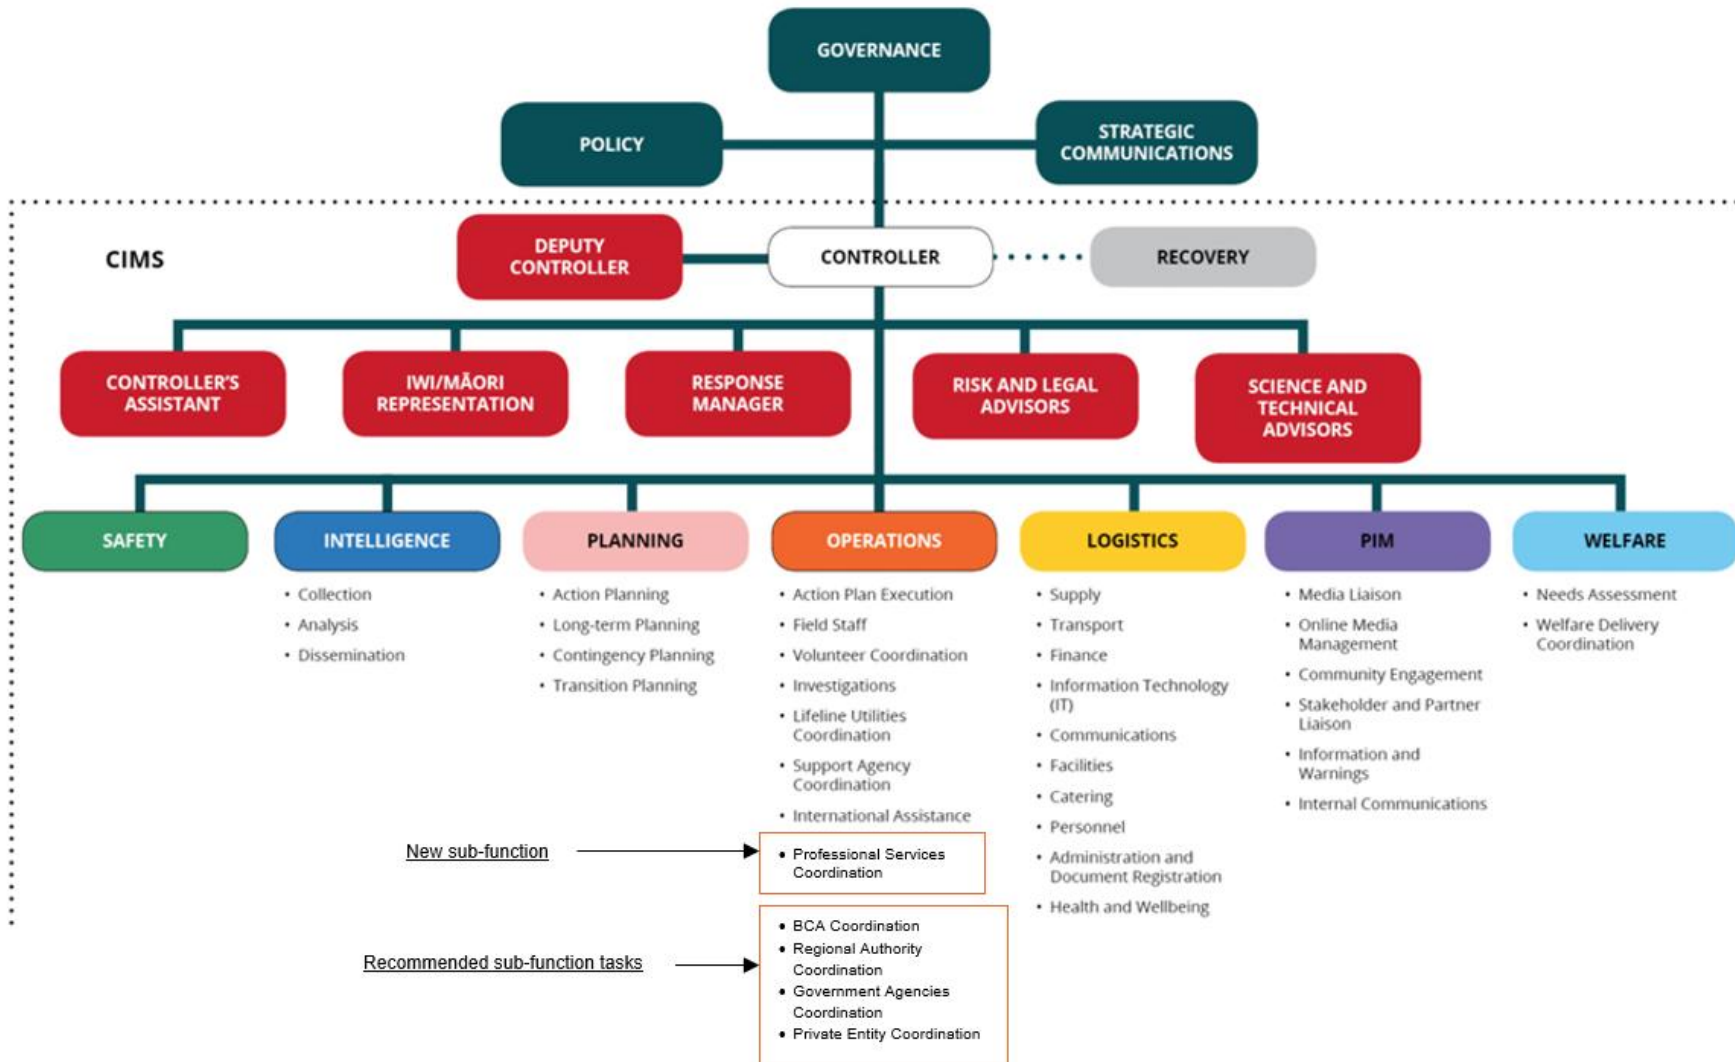 GOVERNANCE
POLICY
STRATEGIC
COMMUNICATIONS
CIMS
DEPUTY
CONTROLLER
CONTROLLER
RECOVERY
CONTROLLER'S
ASSISTANT
IWI/MĀORI
REPRESENTATION
RESPONSE
MANAGER
RISK AND LEGAL
ADVISORS
SCIENCE AND
TECHNICAL
ADVISORS
SAFETY
INTELLIGENCE
• Collection
• Analysis
• Dissemination
PLANNING
• Action Planning
• Long-term Planning
• Contingency Planning
• Transition Planning
OPERATIONS
• Action Plan Execution
• Field Staff
• Volunteer Coordination
• Investigations
• Lifeline Utilities
Coordination
• Support Agency
Coordination
• International Assistance
New sub-function
• Professional Services
Coordination
Recommended sub-function tasks
• BCA Coordination
• Regional Authority
Coordination
• Government Agencies
Coordination
• Private Entity Coordination
LOGISTICS
• Supply
• Transport
• Finance
• Information Technology
(IT)
• Communications
• Facilities
• Catering
• Personnel
• Administration and
Document Registration
• Health and Wellbeing
PIM
• Media Liaison
• Online Media
Management
• Community Engagement
• Stakeholder and Partner
Liaison
• Information and
Warnings
• Internal Communications
WELFARE
• Needs Assessment
• Welfare Delivery
Coordination